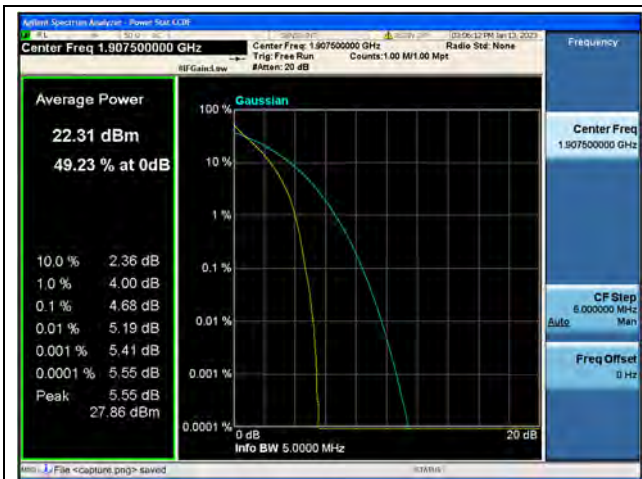 Agilent Spectrum Analyzer - Power Stat CCDF
Center Freq 1.907500000 GHz
Center Freq: 1.907500000 GHz
Trig: Free Run
Counts:1.00 M/1.00 Mpt
#IFGain:Low
#Atten: 20 dB
03:06:12 PM Jan 13, 2023
Radio Std: None
Frequency
Average Power
22.31 dBm
49.23 % at 0dB
10.0 % 2.36 dB
1.0 % 4.00 dB
0.1 % 4.68 dB
0.01 % 5.19 dB
0.001 % 5.41 dB
0.0001 % 5.55 dB
Peak 5.55 dB
27.86 dBm
Gaussian
100 %
10 %
1 %
0.1 %
0.01 %
0.001 %
0.0001 %
0 dB
20 dB
Info BW 5.0000 MHz
Center Freq
1.907500000 GHz
CF Step
5.000000 MHz
Auto Man
Freq Offset
0 Hz
MSG File <capture.png> saved
STATUS